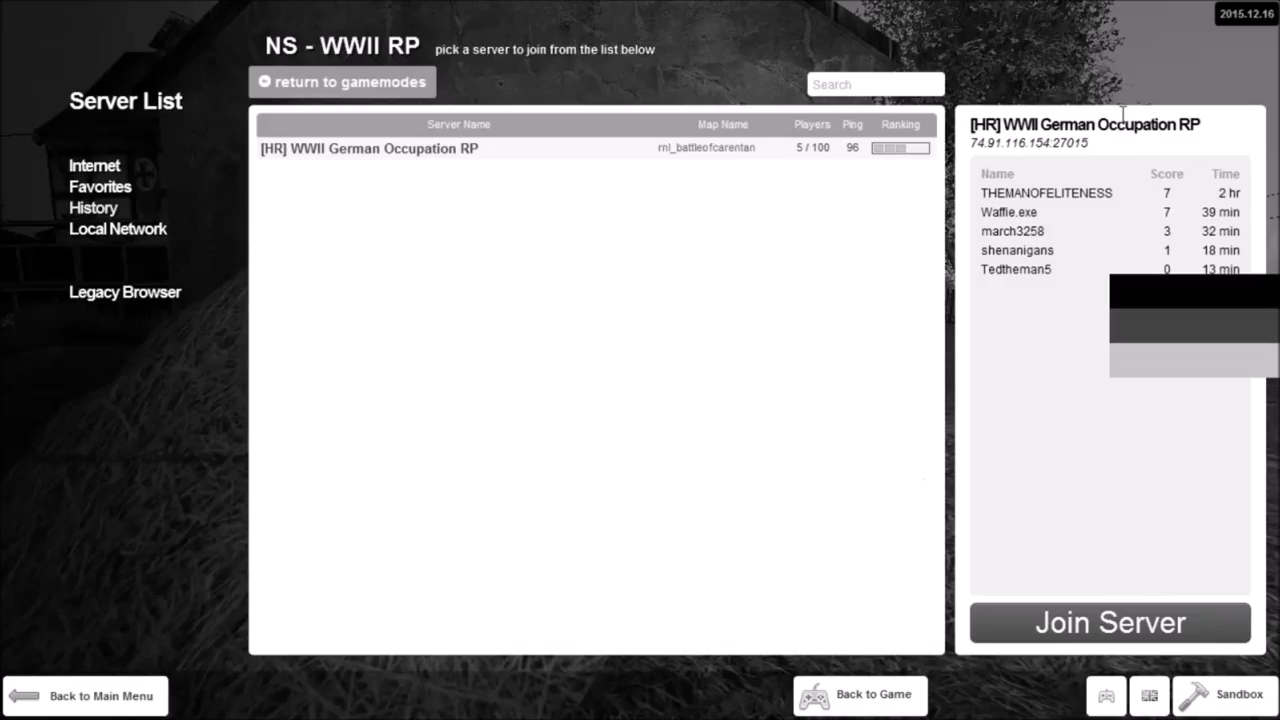 2015.12.16
NS - WWII RP pick a server to join from the list below
return to gamemodes
Search
Server List
Internet
Favorites
History
Local Network
Legacy Browser
Server Name Map Name Players Ping Ranking
[HR] WWII German Occupation RP rnl_battleofcarentan 5 / 100 96
[HR] WWII German Occupation RP
74.91.116.154:27015
Name Score Time
THEMANOFELITENESS 7 2 hr
Waffie.exe 7 39 min
march3258 3 32 min
shenanigans 1 18 min
Tedtheman5 0 13 min
Join Server
Back to Main Menu
Back to Game
Sandbox